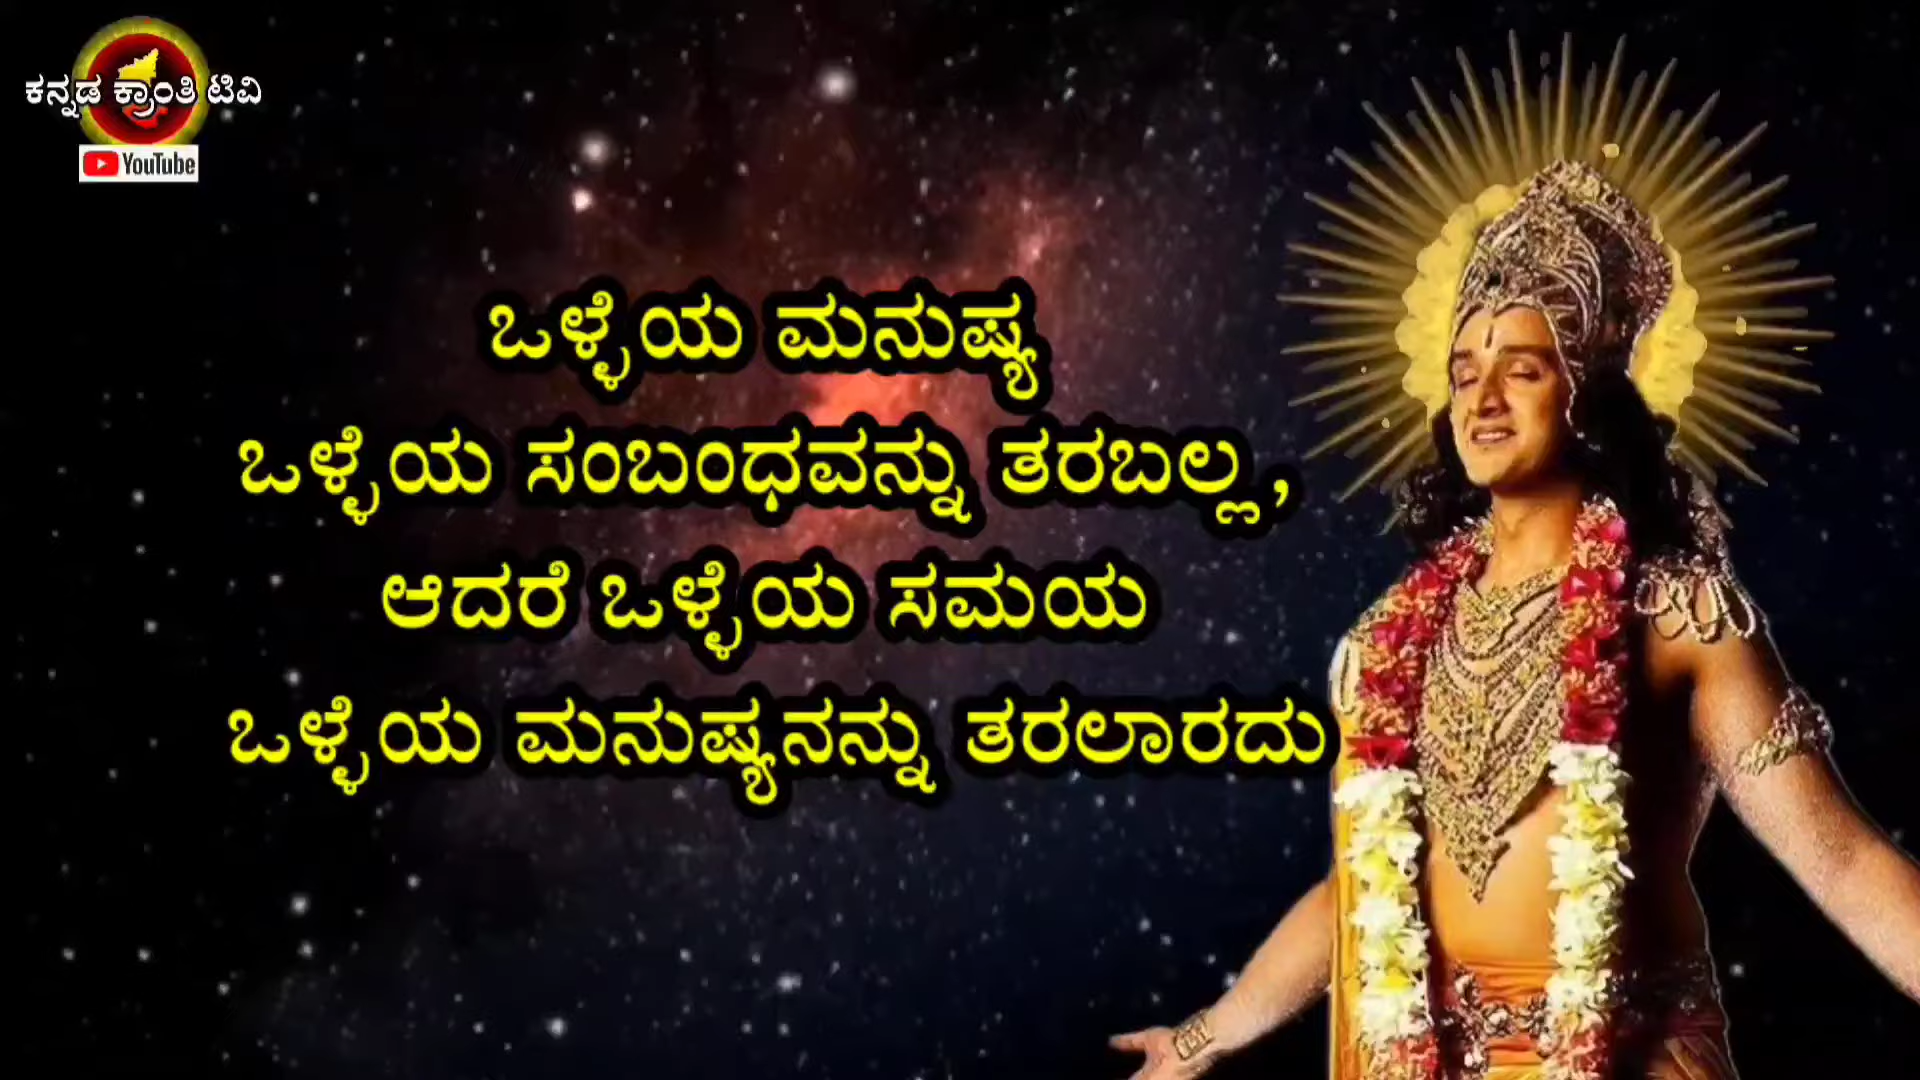 ಕನ್ನಡ ಕ್ರಾಂತಿ ಟಿವಿ
YouTube
ಒಳ್ಳೆಯ ಮನುಷ್ಯ
ಒಳ್ಳೆಯ ಸಂಬಂಧವನ್ನು ತರಬಲ್ಲ,
ಆದರೆ ಒಳ್ಳೆಯ ಸಮಯ
ಒಳ್ಳೆಯ ಮನುಷ್ಯನನ್ನು ತರಲಾರದು